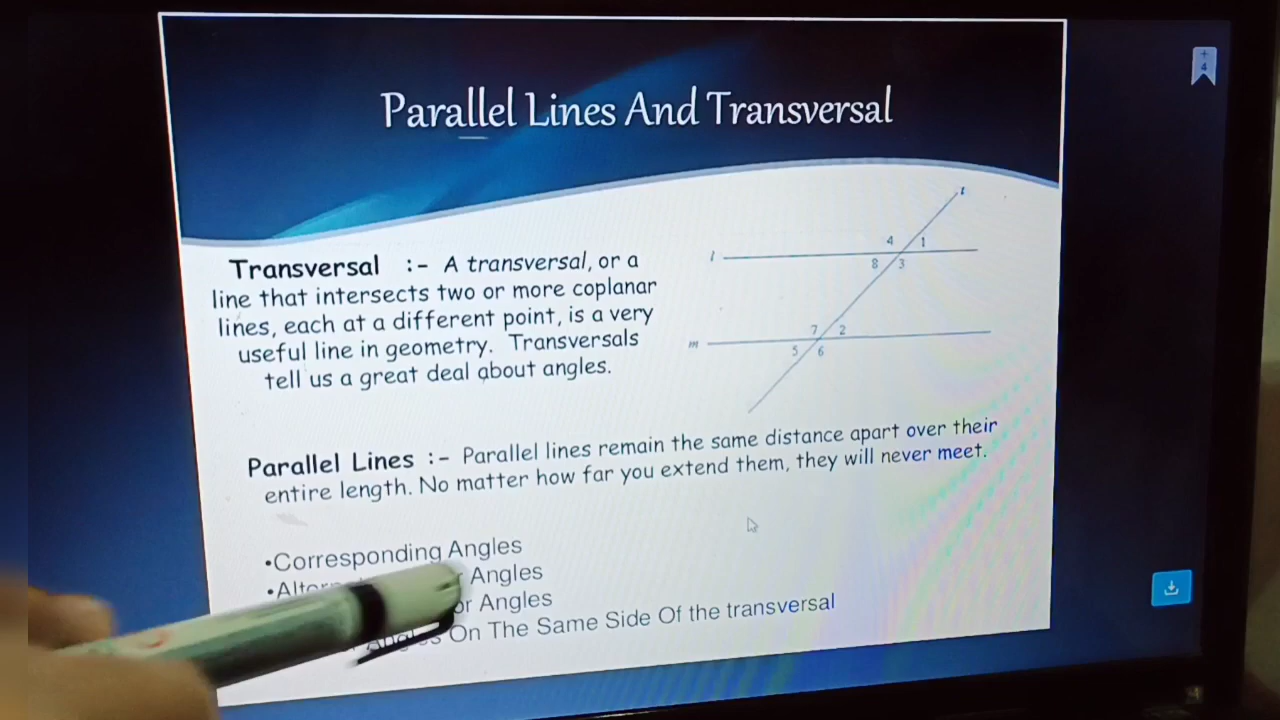 Parallel Lines And Transversal
Transversal :- A transversal, or a
line that intersects two or more coplanar
lines, each at a different point, is a very
useful line in geometry. Transversals
tell us a great deal about angles.
t
4 1
l
8 3
7 2
m
5 6
Parallel Lines :- Parallel lines remain the same distance apart over their
entire length. No matter how far you extend them, they will never meet.
•Corresponding Angles
Angles
Angles
Angles On The Same Side Of the transversal
4